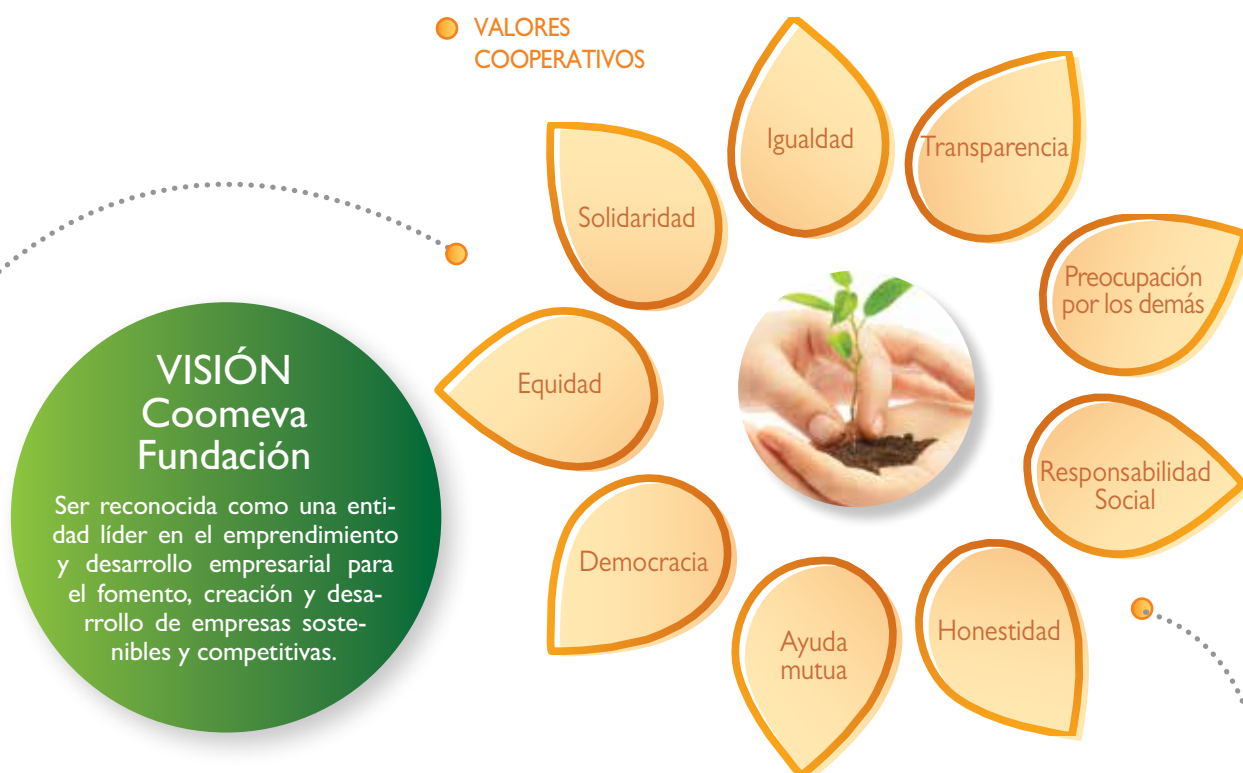 VALORES
COOPERATIVOS
Igualdad
Transparencia
Solidaridad
Preocupación
por los demás
Equidad
Responsabilidad
Social
Democracia
Honestidad
Ayuda
mutua
VISIÓN
Coomeva
Fundación
Ser reconocida como una enti-
dad líder en el emprendimiento
y desarrollo empresarial para
el fomento, creación y desa-
rrollo de empresas soste-
nibles y competitivas.